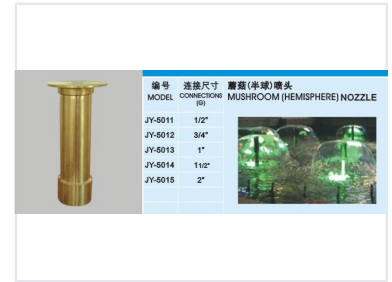 编号 连接尺寸 蘑菇(半球)喷头
MODEL CONNECTIONS MUSHROOM (HEMISPHERE) NOZZLE
(G)
JY-5011 1/2"
JY-5012 3/4"
JY-5013 1"
JY-5014 11/2"
JY-5015 2"